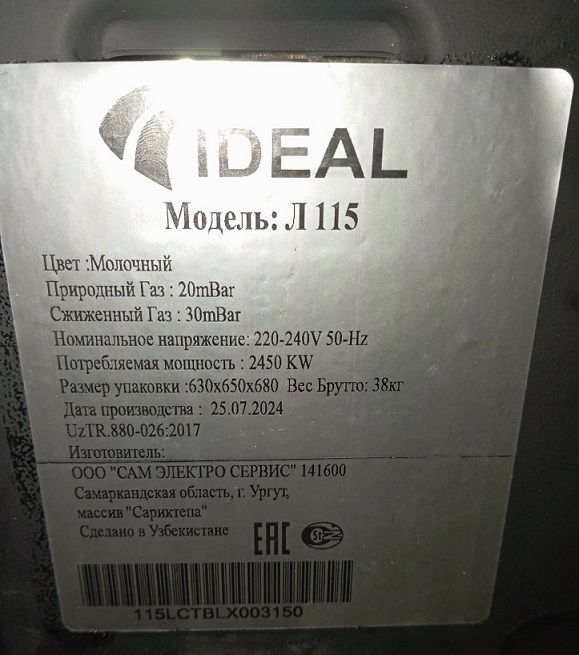 IDEAL
Модель: Л 115
Цвет :Молочный
Природный Газ : 20mBar
Сжиженный Газ : 30mBar
Номинальное напряжение: 220-240V 50-Hz
Потребляемая мощность : 2450 KW
Размер упаковки :630x650x680 Вес Брутто: 38кг
Дата производства : 25.07.2024
UzTR.880-026:2017
Изготовитель:
ООО "САМ ЭЛЕКТРО СЕРВИС" 141600
Самаркандская область, г. Ургут,
массив "Сариктепа"
Сделано в Узбекистане
EAC
115LCTBLX003150